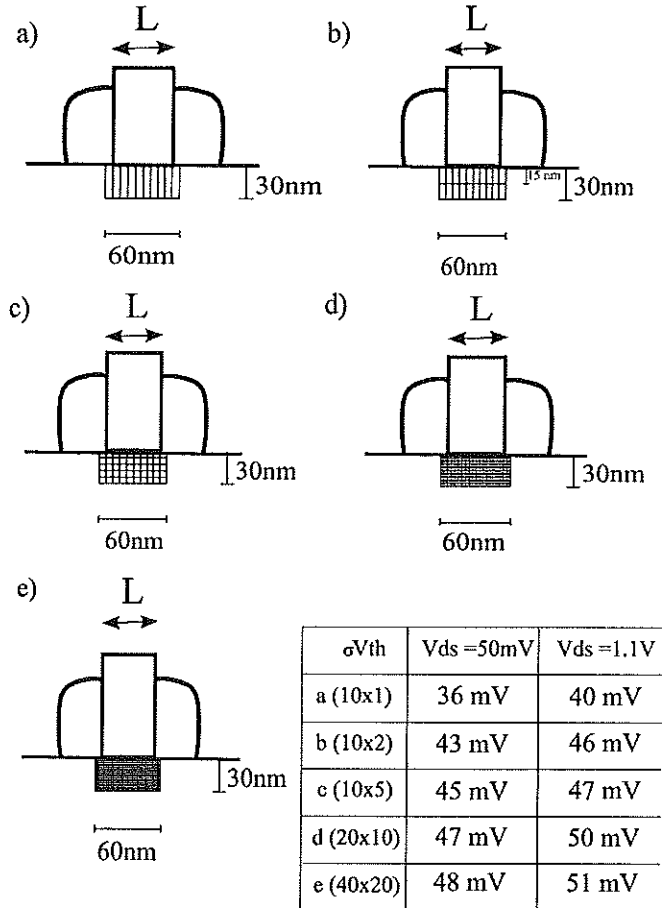 a)
L
30nm
60nm
b)
L
15 nm
30nm
60nm
c)
L
30nm
60nm
d)
L
30nm
60nm
e)
L
30nm
60nm
σVth Vds =50mV Vds =1.1V
a (10x1) 36 mV 40 mV
b (10x2) 43 mV 46 mV
c (10x5) 45 mV 47 mV
d (20x10) 47 mV 50 mV
e (40x20) 48 mV 51 mV